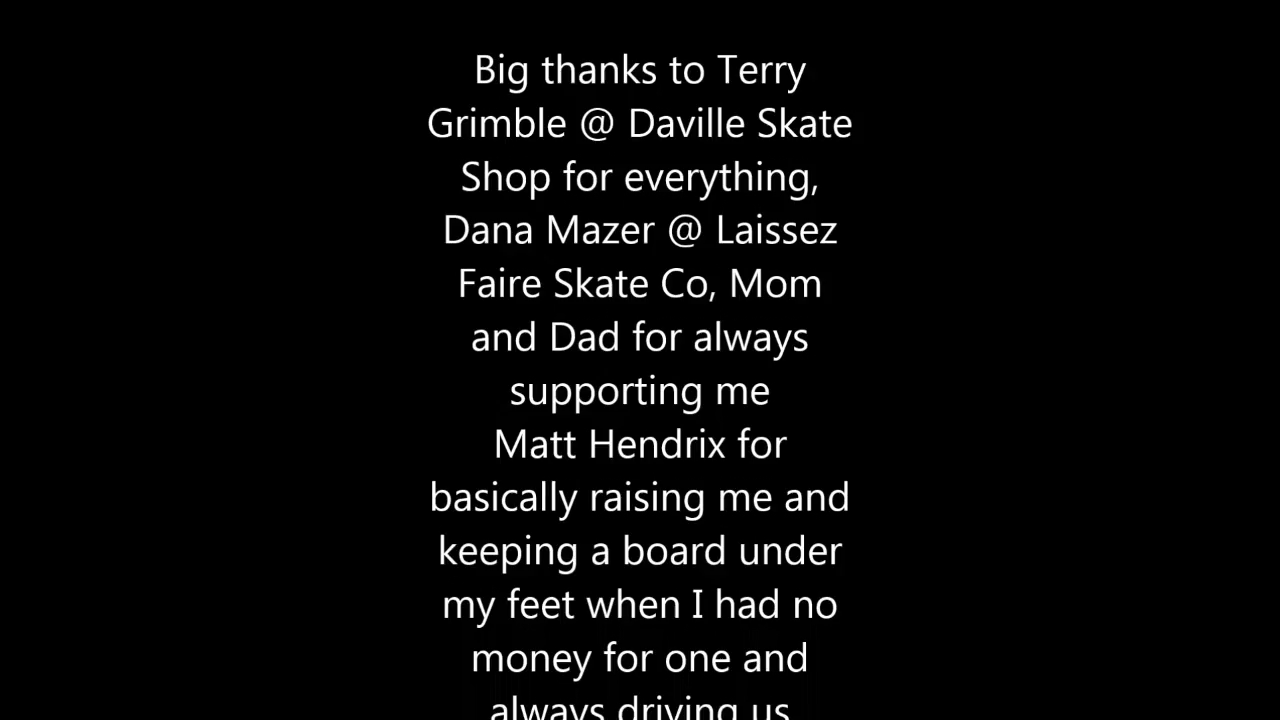 Big thanks to Terry
Grimble @ Daville Skate
Shop for everything,
Dana Mazer @ Laissez
Faire Skate Co, Mom
and Dad for always
supporting me
Matt Hendrix for
basically raising me and
keeping a board under
my feet when I had no
money for one and
always driving us